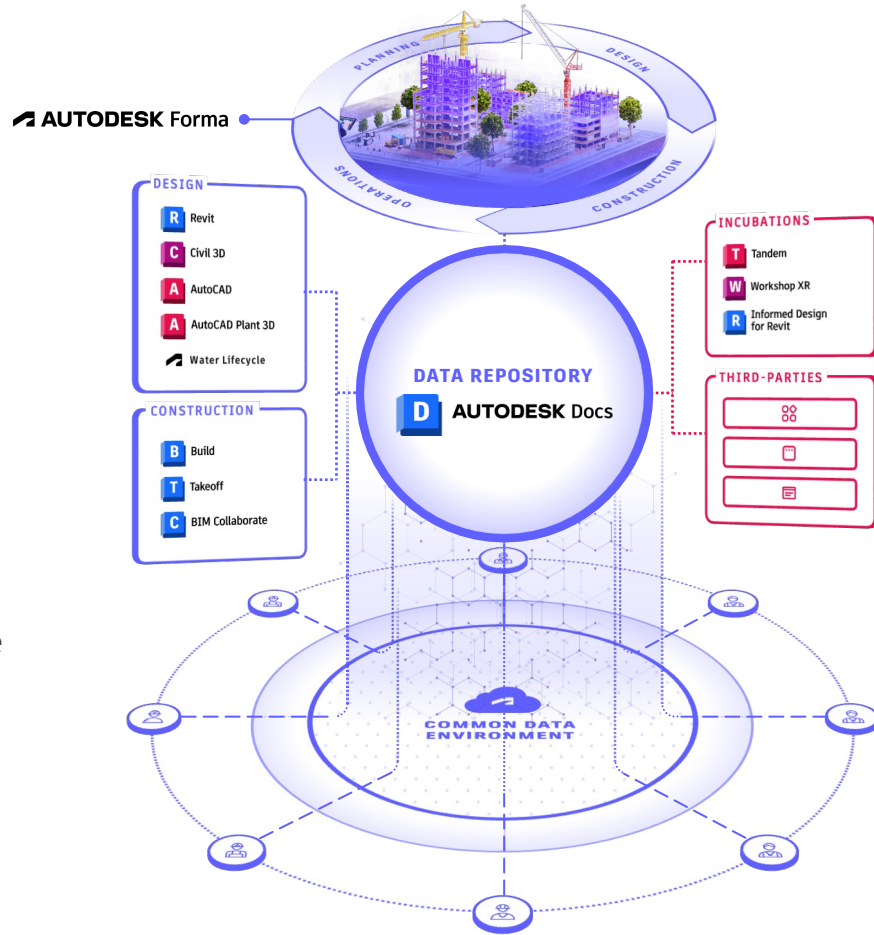 PLANNING
DESIGN
CONSTRUCTION
OPERATIONS
AUTODESK Forma
DESIGN
R Revit
C Civil 3D
A AutoCAD
A AutoCAD Plant 3D
Water Lifecycle
CONSTRUCTION
B Build
T Takeoff
C BIM Collaborate
DATA REPOSITORY
D AUTODESK Docs
INCUBATIONS
T Tandem
W Workshop XR
R Informed Design
for Revit
THIRD-PARTIES
COMMON DATA
ENVIRONMENT
e